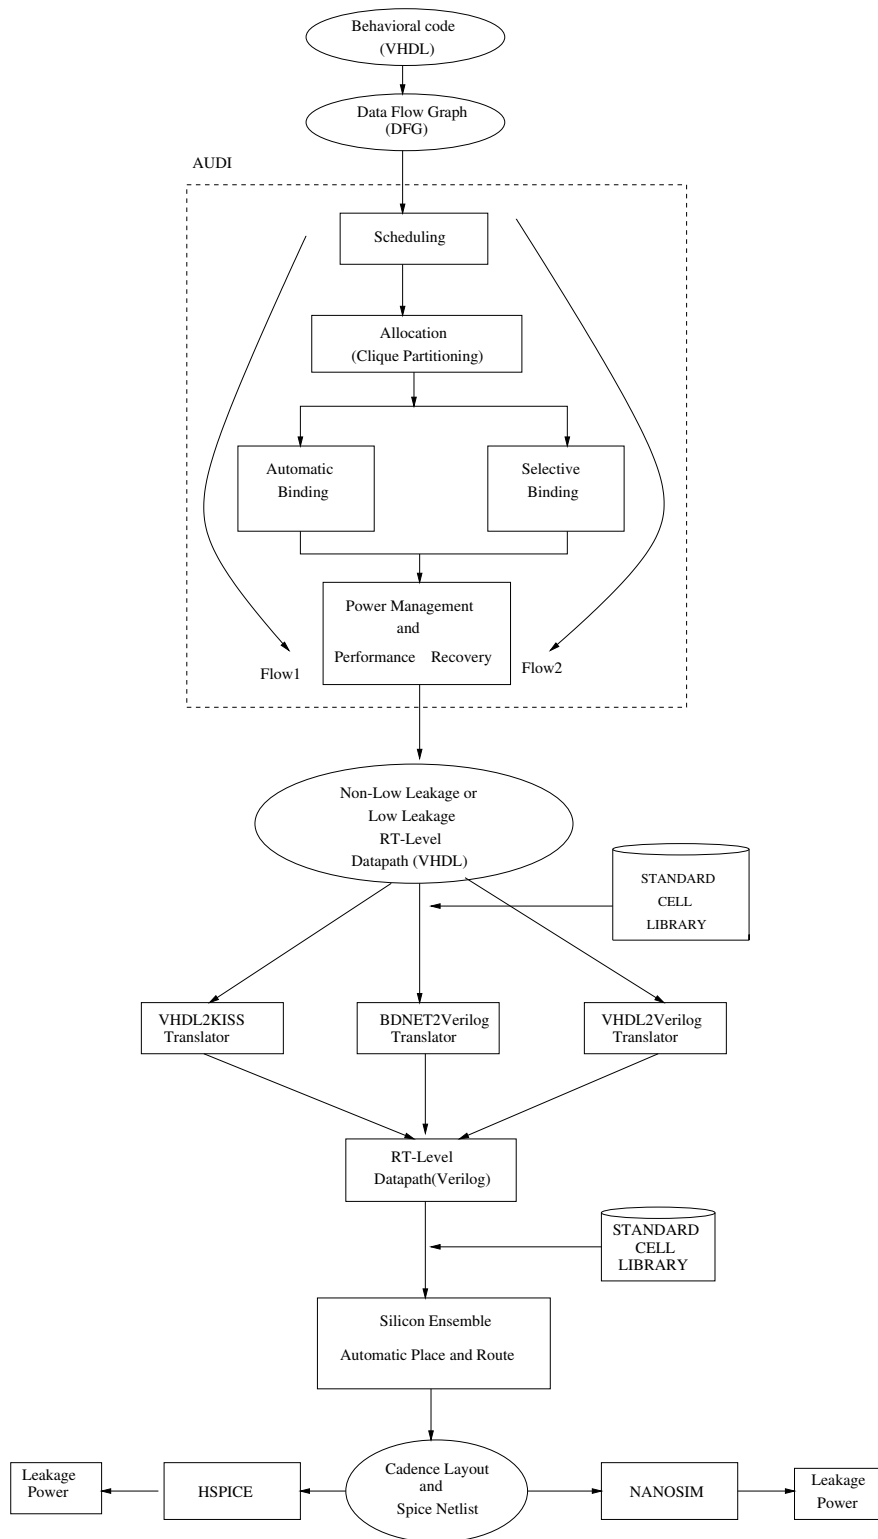 Behavioral code
(VHDL)
Data Flow Graph
(DFG)
AUDI
Scheduling
Allocation
(Clique Partitioning)
Automatic
Binding
Selective
Binding
Power Management
and
Performance Recovery
Flow1
Flow2
Non-Low Leakage or
Low Leakage
RT-Level
Datapath (VHDL)
STANDARD
CELL
LIBRARY
VHDL2KISS
Translator
BDNET2Verilog
Translator
VHDL2Verilog
Translator
RT-Level
Datapath(Verilog)
STANDARD
CELL
LIBRARY
Silicon Ensemble
Automatic Place and Route
Leakage
Power
HSPICE
Cadence Layout
and
Spice Netlist
NANOSIM
Leakage
Power